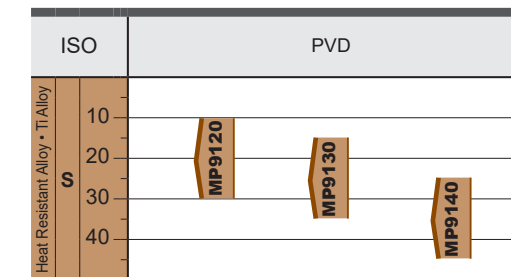 ISO
PVD
Heat Resistant Alloy • Ti Alloy
S
10
20
30
40
MP9120
MP9130
MP9140